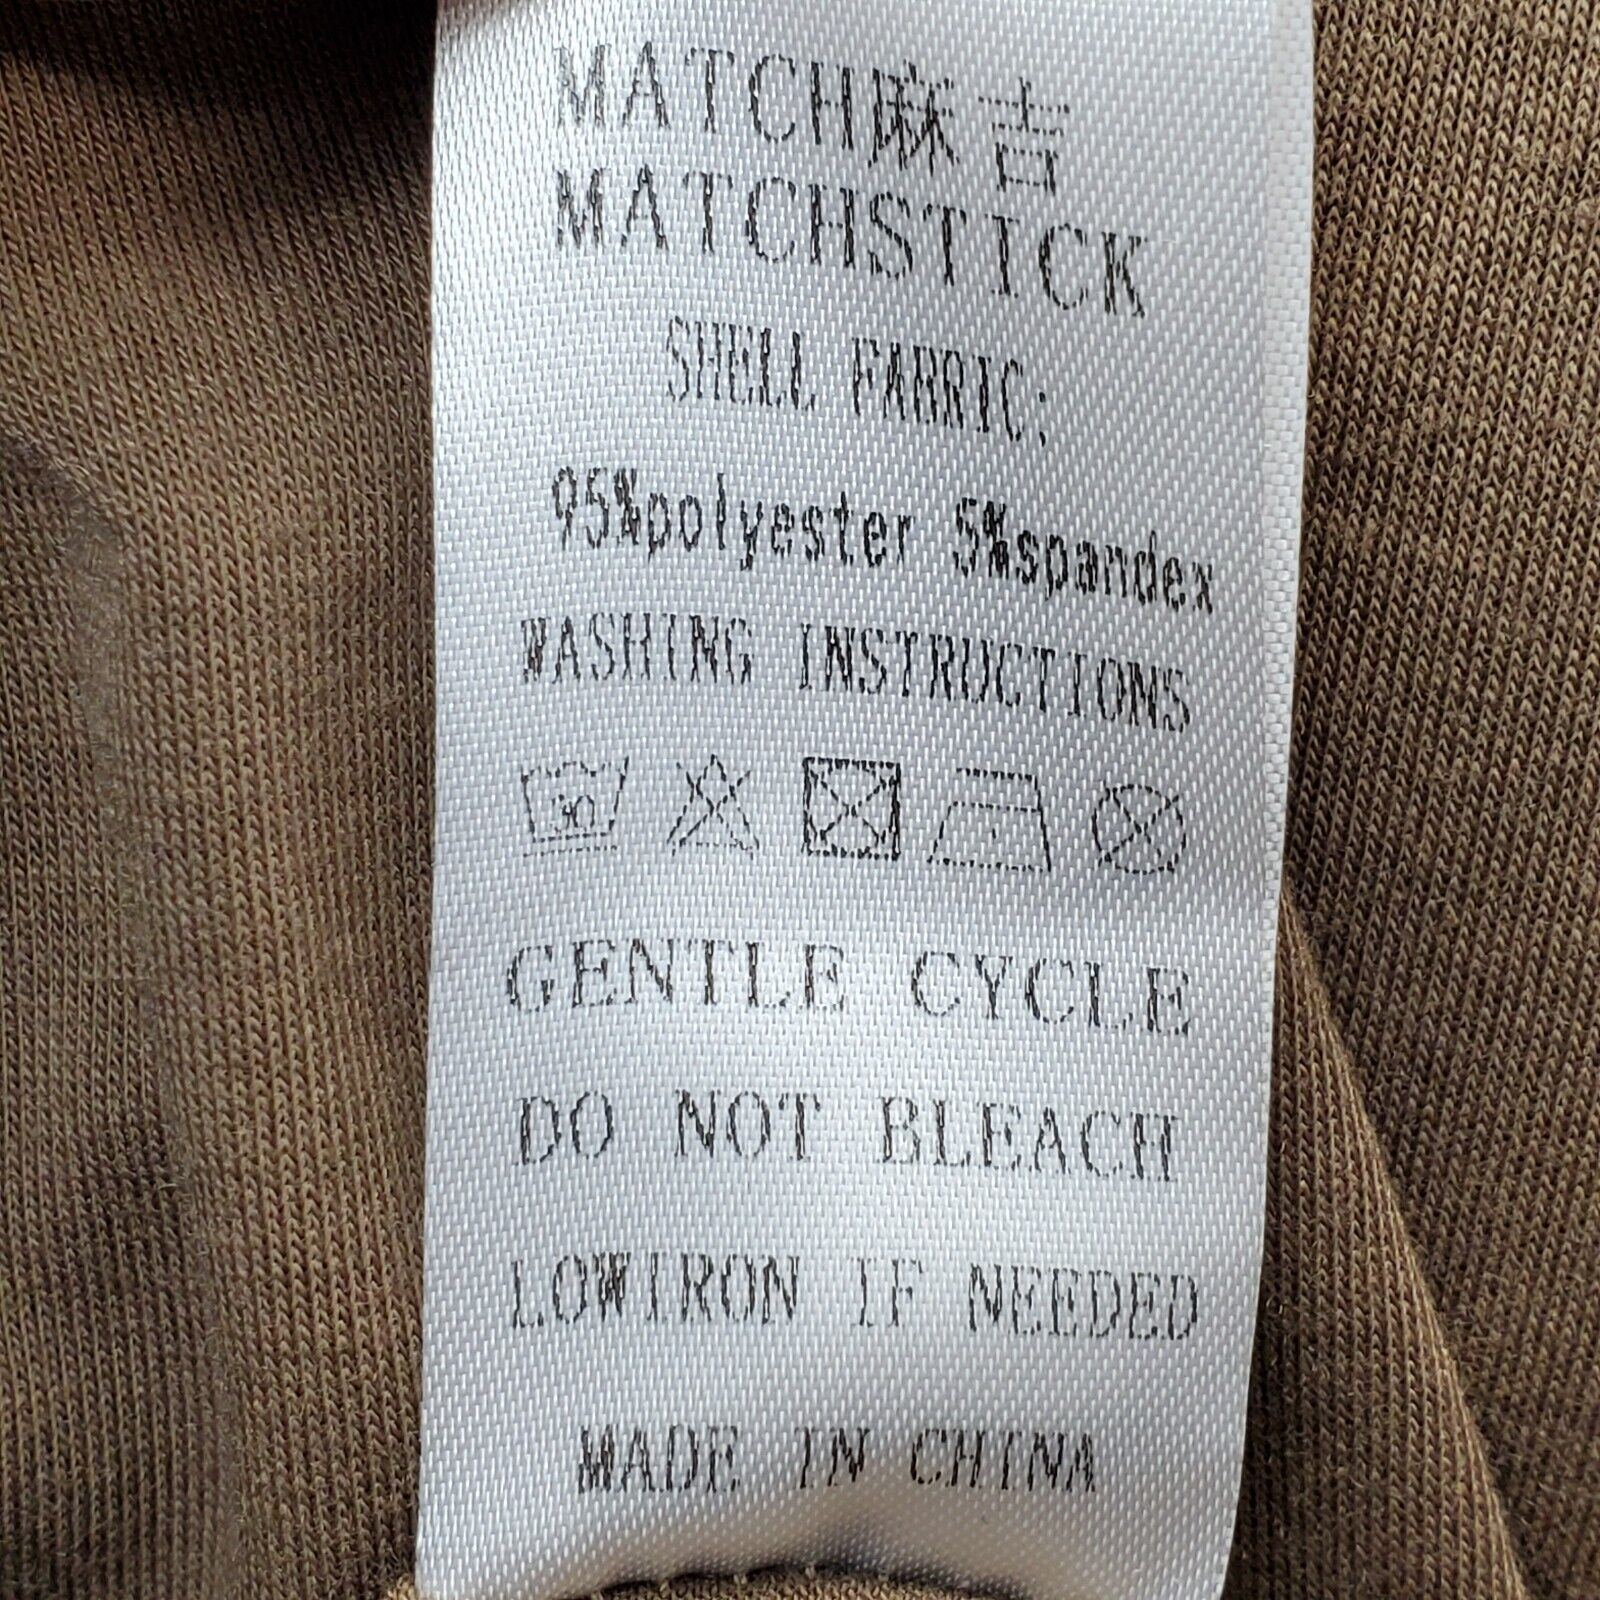 MATCH麻吉
MATCHSTICK
SHELL FABRIC:
95%polyester 5%spandex
WASHING INSTRUCTIONS
30
GENTLE CYCLE
DO NOT BLEACH
LOWIRON IF NEEDED
MADE IN CHINA